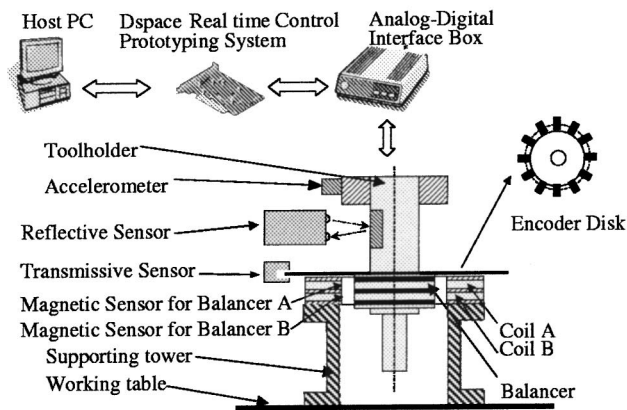 Host PC
Dspace Real time Control
Prototyping System
Analog-Digital
Interface Box
Toolholder
Accelerometer
Reflective Sensor
Encoder Disk
Transmissive Sensor
Magnetic Sensor for Balancer A
Magnetic Sensor for Balancer B
Coil A
Coil B
Supporting tower
Working table
Balancer